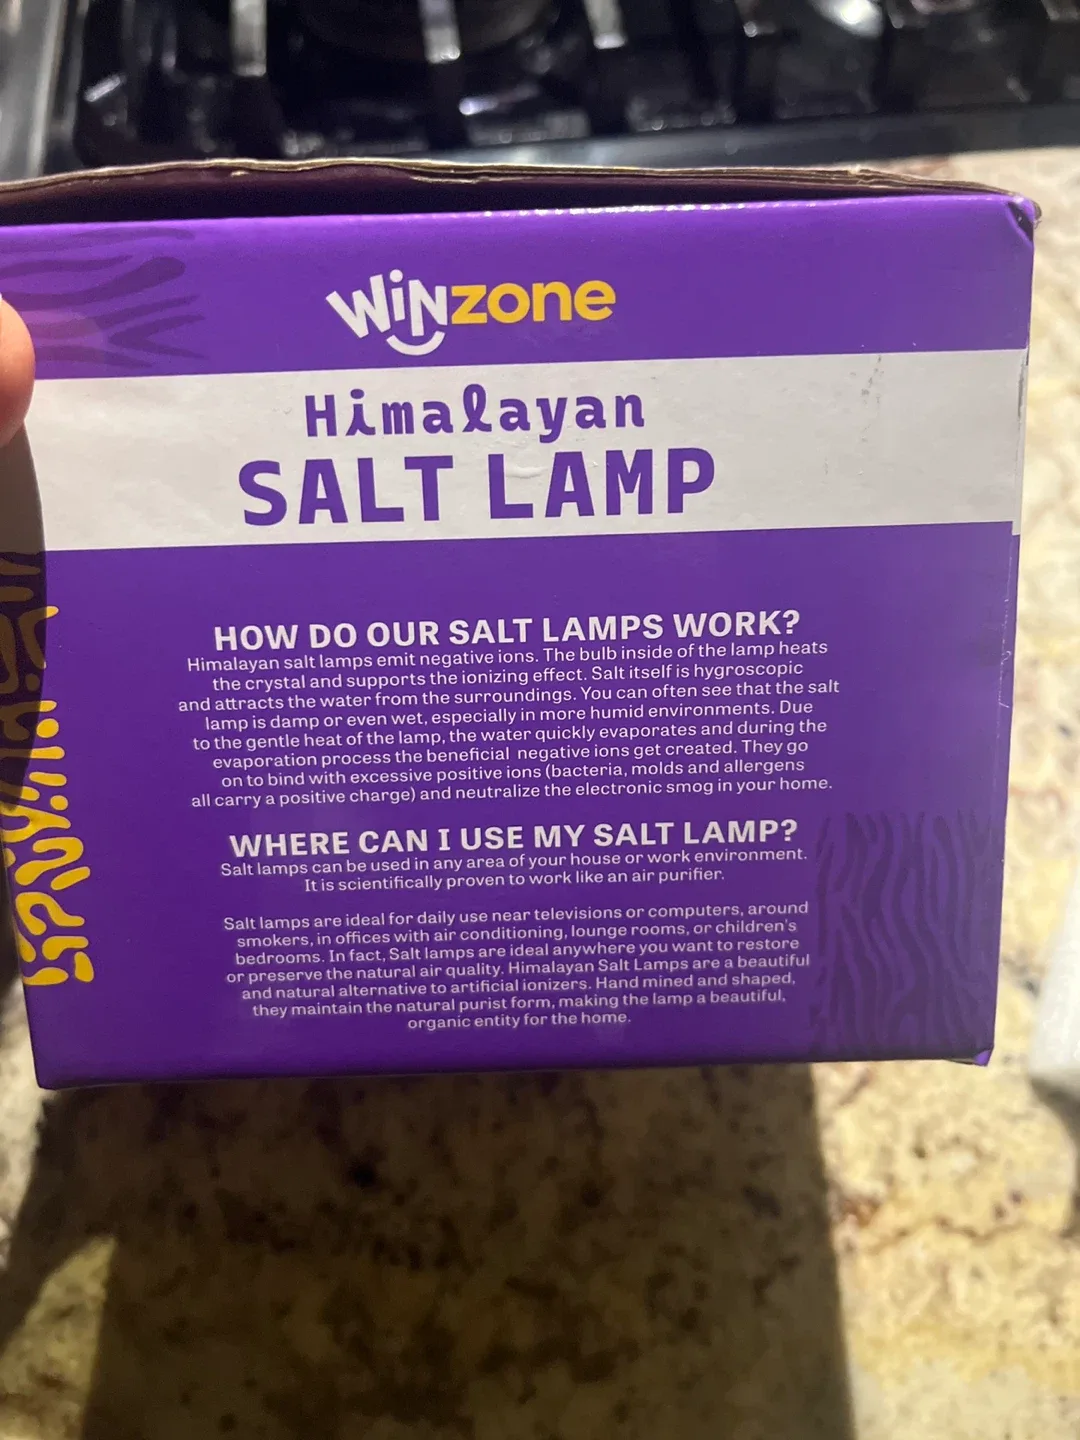 WiNzone
Himalayan
SALT LAMP
HOW DO OUR SALT LAMPS WORK?
Himalayan salt lamps emit negative ions. The bulb inside of the lamp heats
the crystal and supports the ionizing effect. Salt itself is hygroscopic
and attracts the water from the surroundings. You can often see that the salt
lamp is damp or even wet, especially in more humid environments. Due
to the gentle heat of the lamp, the water quickly evaporates and during the
evaporation process the beneficial negative ions get created. They go
on to bind with excessive positive ions (bacteria, molds and allergens
all carry a positive charge) and neutralize the electronic smog in your home.
WHERE CAN I USE MY SALT LAMP?
Salt lamps can be used in any area of your house or work environment.
It is scientifically proven to work like an air purifier.
Salt lamps are ideal for daily use near televisions or computers, around
smokers, in offices with air conditioning, lounge rooms, or children's
bedrooms. In fact, Salt lamps are ideal anywhere you want to restore
or preserve the natural air quality. Himalayan Salt Lamps are a beautiful
and natural alternative to artificial ionizers. Hand mined and shaped,
they maintain the natural purist form, making the lamp a beautiful,
organic entity for the home.